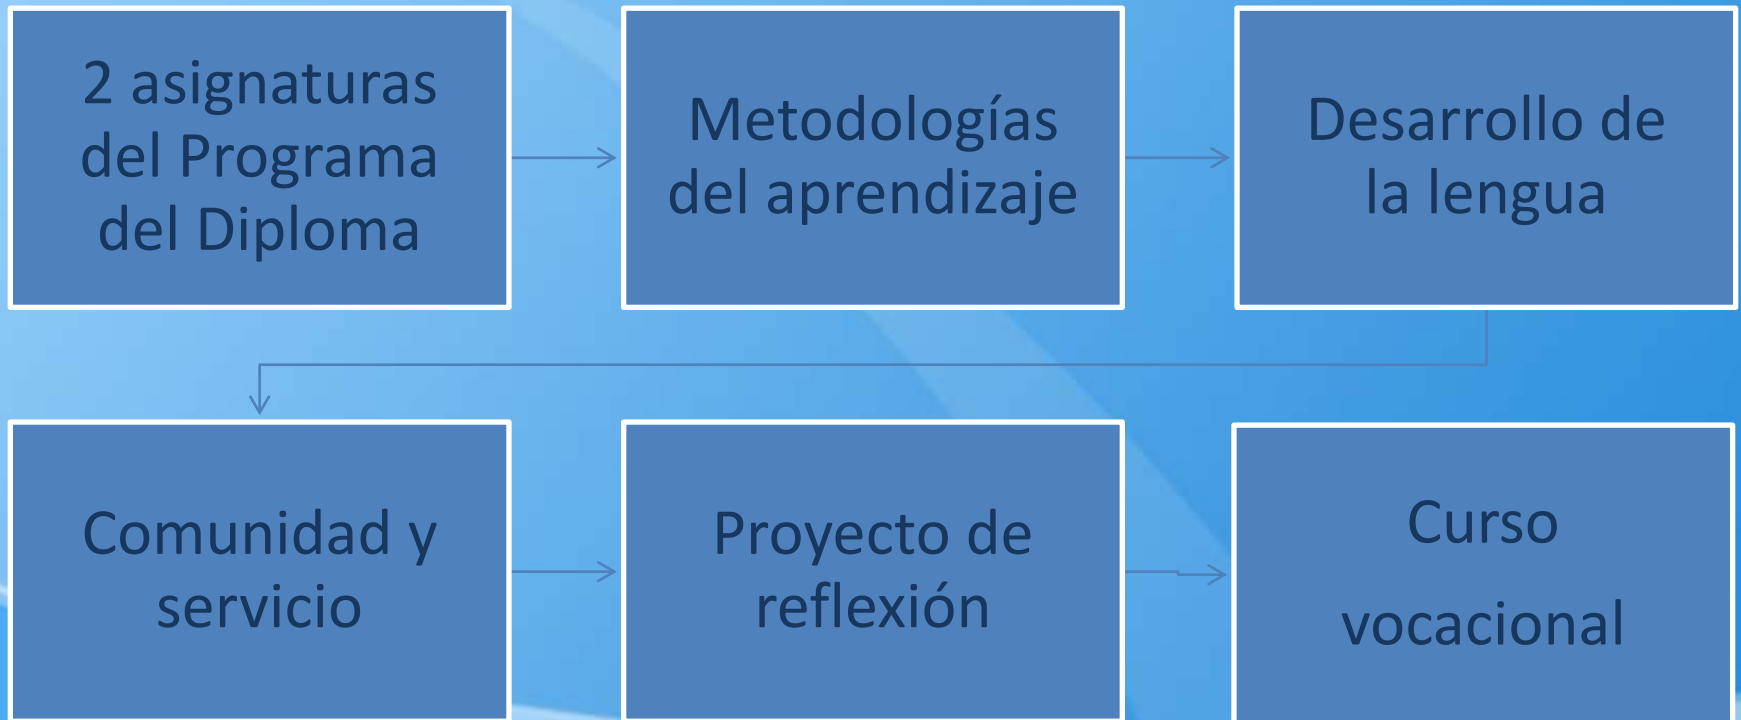 2 asignaturas
del Programa
del Diploma
Metodologías
del aprendizaje
Desarrollo de
la lengua
Comunidad y
servicio
Proyecto de
reflexión
Curso
vocacional